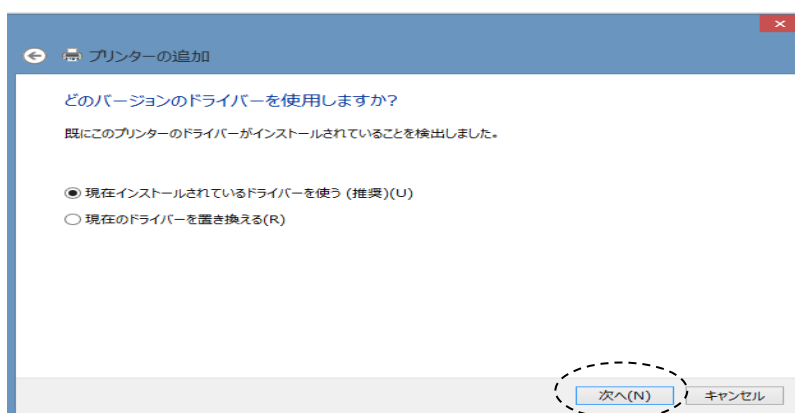 プリンターの追加
どのバージョンのドライバーを使用しますか?
既にこのプリンターのドライバーがインストールされていることを検出しました。
現在インストールされているドライバーを使う (推奨)(U)
現在のドライバーを置き換える(R)
次へ(N) キャンセル